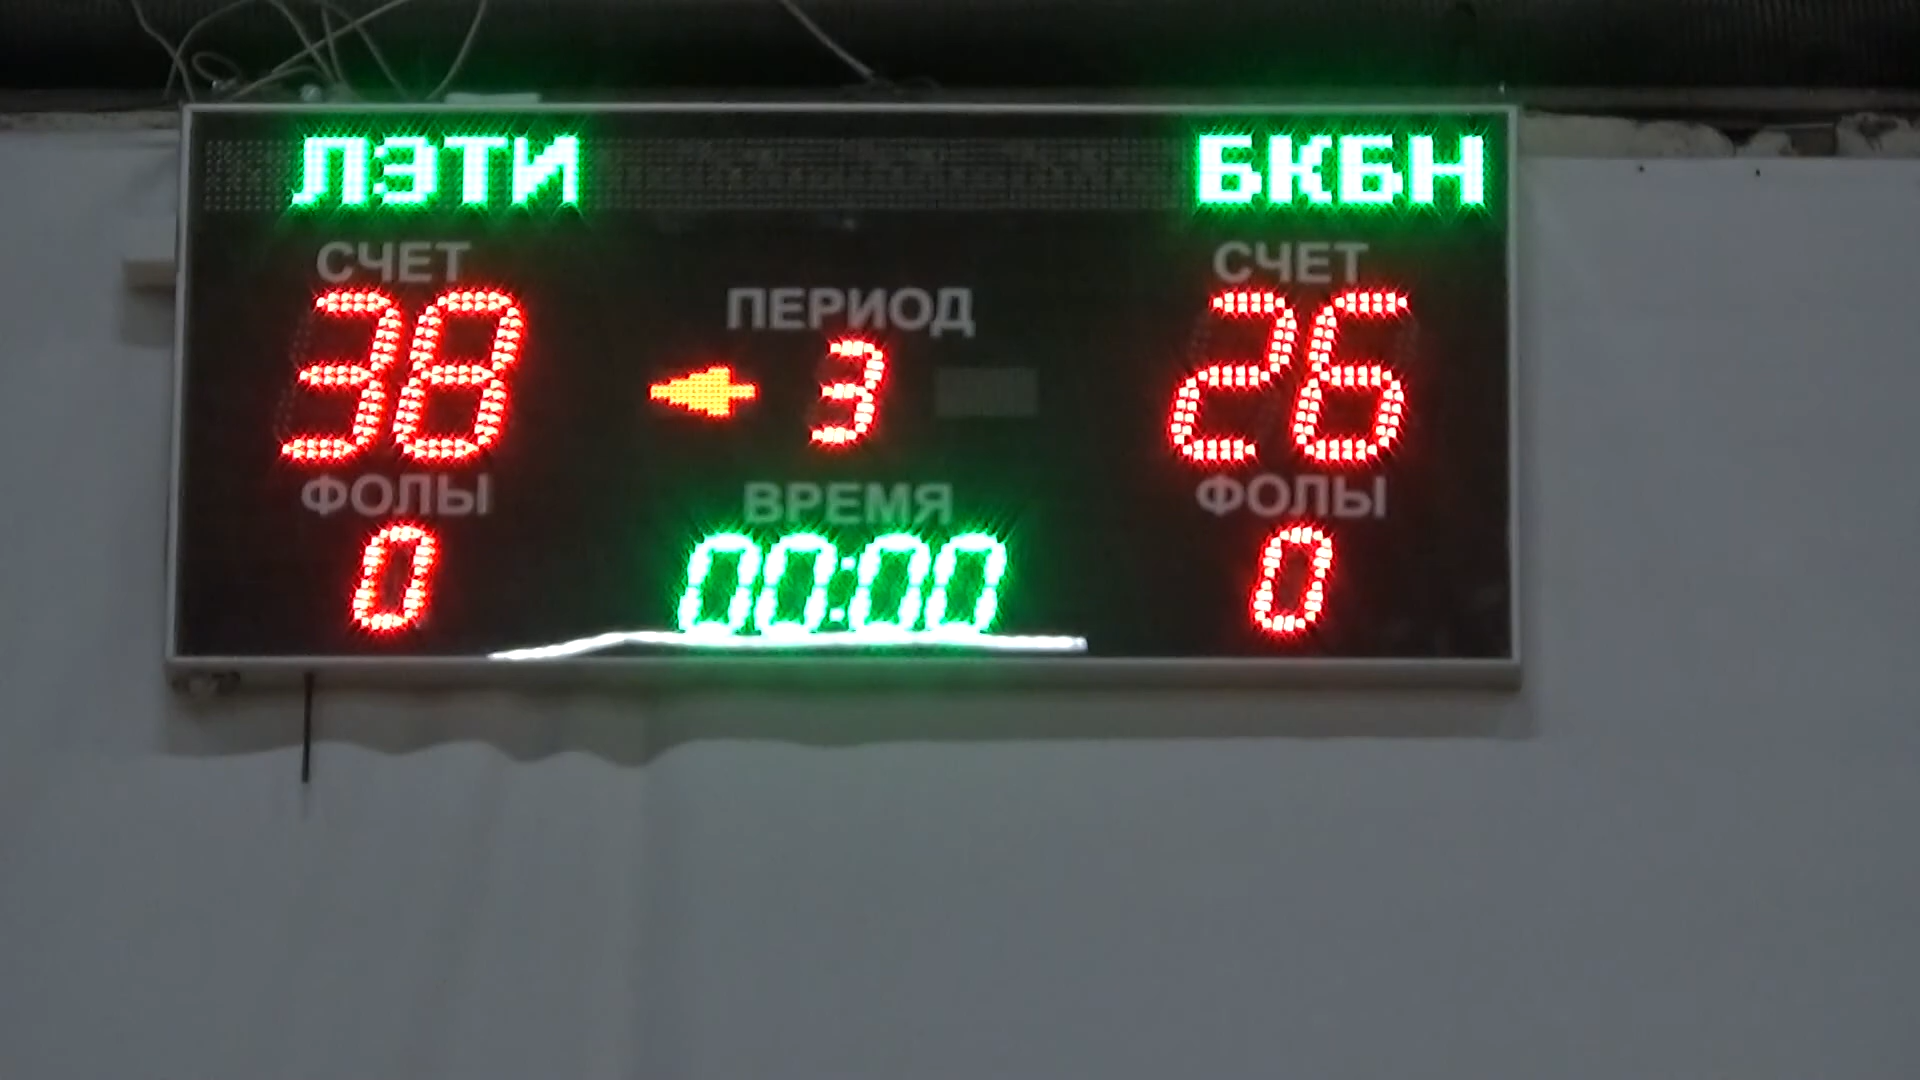 ЛЭТИ БКБН
СЧЕТ СЧЕТ
ПЕРИОД
38 3 26
ФОЛЫ ВРЕМЯ ФОЛЫ
0 00:00 0